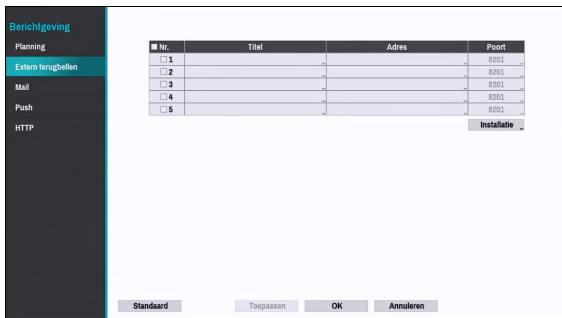 Berichtgeving
Planning
Extern terugbellen
Mail
Push
HTTP
Nr. Titel Adres Poort
1 8201
2 8201
3 8201
4 8201
5 8201
Installatie
Standaard Toepassen OK Annuleren